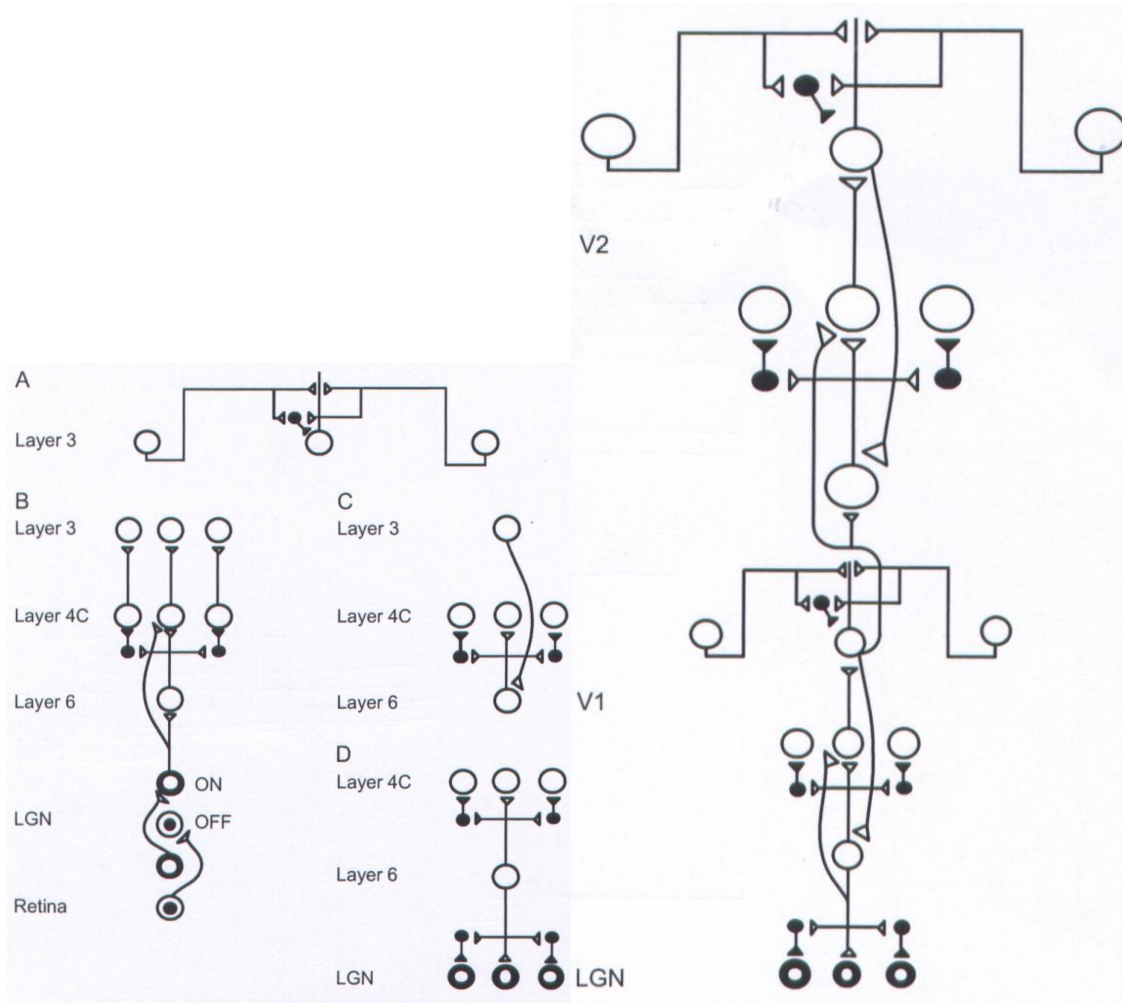 A
Layer 3
B
Layer 3
Layer 4C
Layer 6
ON
LGN
OFF
Retina
C
Layer 3
Layer 4C
Layer 6
D
Layer 4C
Layer 6
LGN
V2
V1
LGN